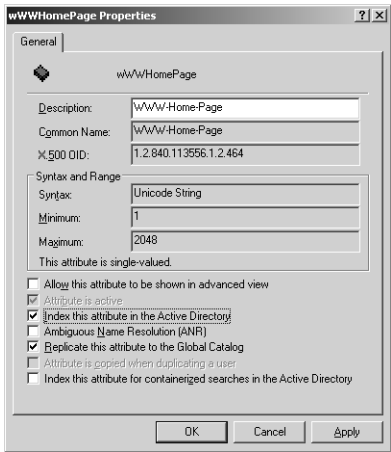 wWWHomePage Properties
General
wWWHomePage
Description: WWW-Home-Page
Common Name: WWW-Home-Page
X.500 OID: 1.2.840.113556.1.2.464
Syntax and Range
Syntax: Unicode String
Minimum: 1
Maximum: 2048
This attribute is single-valued.
Allow this attribute to be shown in advanced view
Attribute is active
Index this attribute in the Active Directory
Ambiguous Name Resolution (ANR)
Replicate this attribute to the Global Catalog
Attribute is copied when duplicating a user
Index this attribute for containerized searches in the Active Directory
OK Cancel Apply